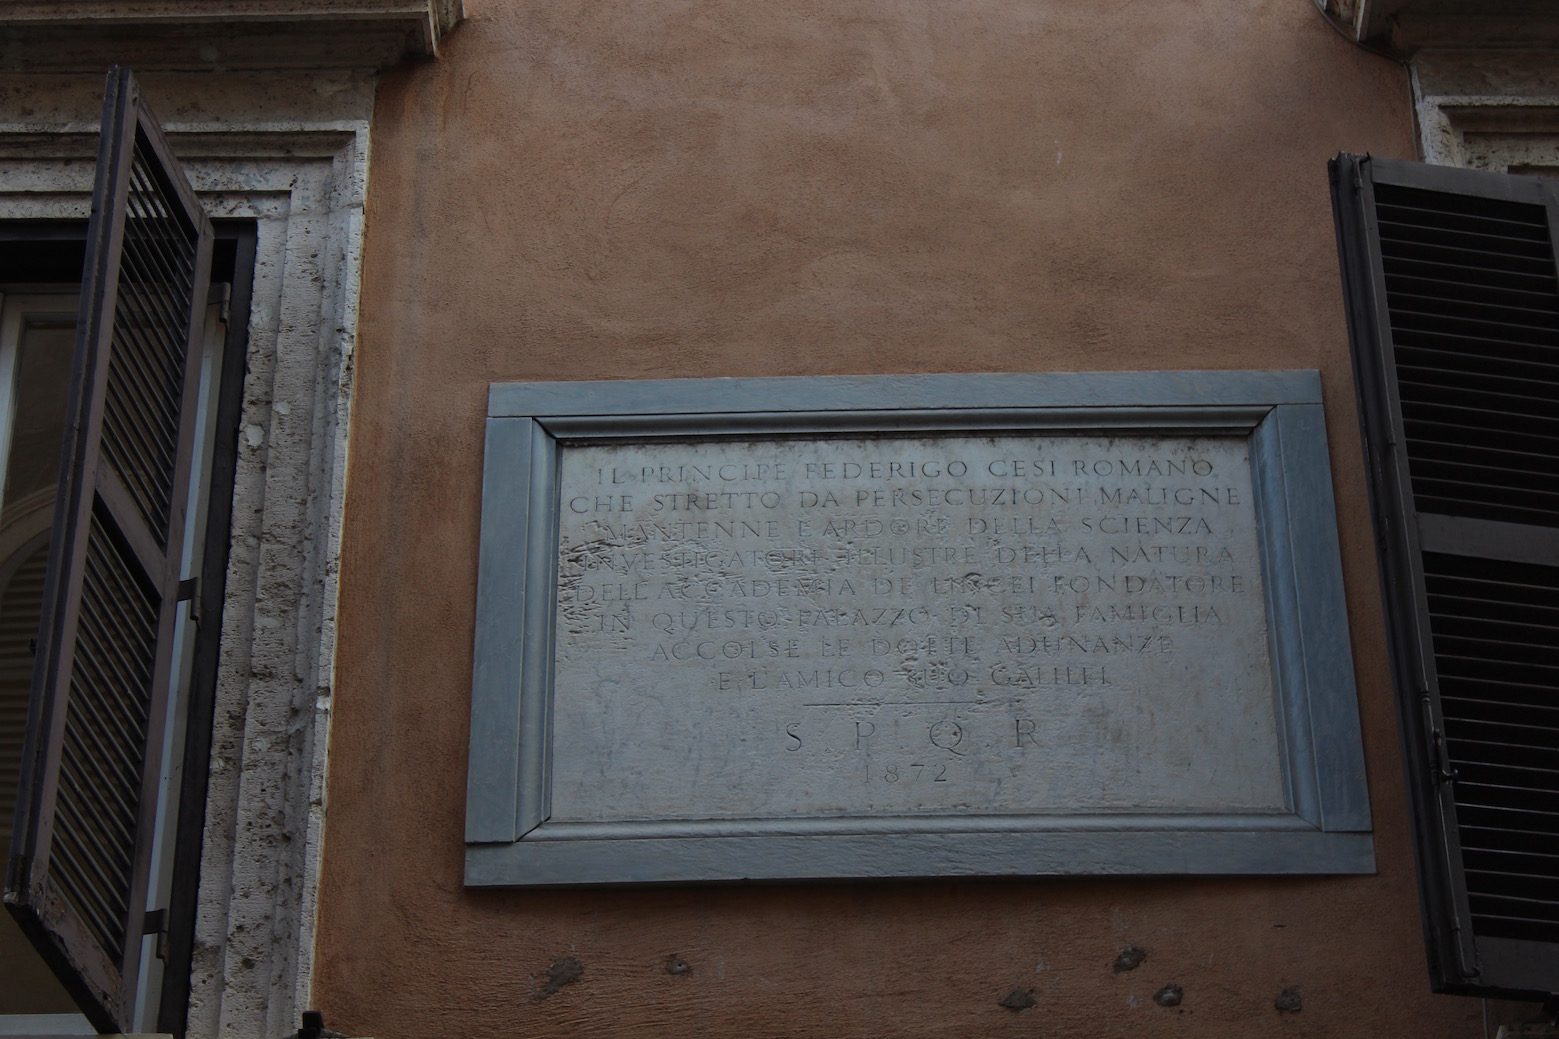 IL PRINCIPE FEDERIGO CESI ROMANO
CHE STRETTO DA PERSECUZIONI MALIGNE
MANTENNE L'ARDORE DELLA SCIENZA
INVESTIGATORE ILLUSTRE DELLA NATURA
DELL'ACCADEMIA DE' LINCEI FONDATORE
IN QUESTO PALAZZO DI SUA FAMIGLIA
ACCOLSE LE DOTTE ADUNANZE
E L'AMICO SUO GALILEI
S. P. Q. R.
1872